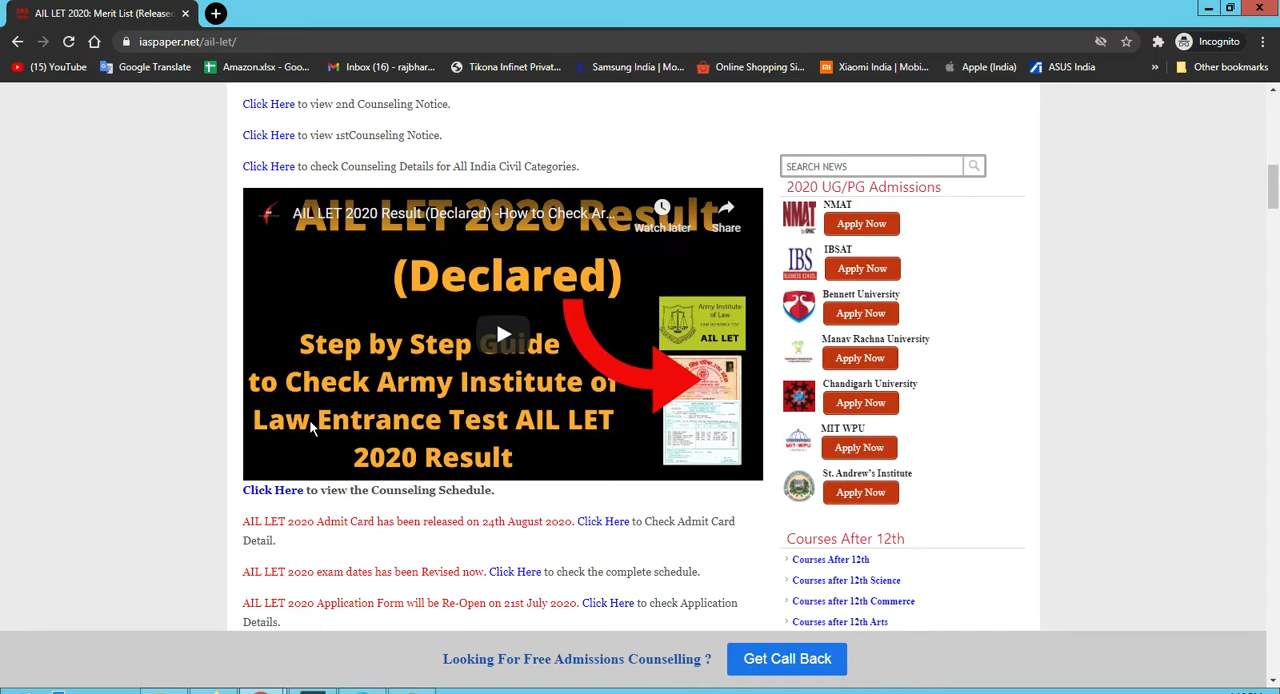 AIL LET 2020: Merit List (Release
iaspaper.net/ail-let/
Incognito
(15) YouTube
Google Translate
Amazon.xlsx - Goo...
Inbox (16) - rajbhar...
Tikona Infinet Privat...
Samsung India | Mo...
Online Shopping Si...
Xiaomi India | Mobi...
Apple (India)
ASUS India
»
Other bookmarks
Click Here to view 2nd Counseling Notice.
Click Here to view 1stCounseling Notice.
Click Here to check Counseling Details for All India Civil Categories.
AIL LET 2020 Result
AIL LET 2020 Result (Declared) -How to Check Ar...
Watch later
Share
(Declared)
Step by Step Guide
to Check Army Institute of
Law Entrance Test AIL LET
2020 Result
Army Institute
of Law
AIL LET
Click Here to view the Counseling Schedule.
AIL LET 2020 Admit Card has been released on 24th August 2020. Click Here to Check Admit Card
Detail.
AIL LET 2020 exam dates has been Revised now. Click Here to check the complete schedule.
AIL LET 2020 Application Form will be Re-Open on 21st July 2020. Click Here to check Application
Details.
SEARCH NEWS
2020 UG/PG Admissions
NMAT
NMAT
Apply Now
IBS
IBSAT
Apply Now
Bennett University
Apply Now
Manav Rachna University
Apply Now
Chandigarh University
Apply Now
MIT-WPU
MIT WPU
Apply Now
St. Andrew's Institute
Apply Now
Courses After 12th
Courses After 12th
Courses after 12th Science
Courses after 12th Commerce
Courses after 12th Arts
Looking For Free Admissions Counselling ?
Get Call Back